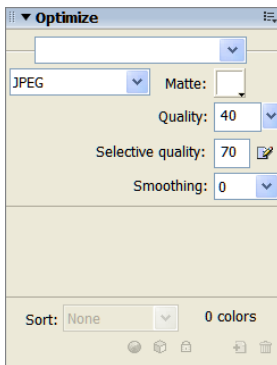 Optimize
JPEG Matte:
Quality: 40
Selective quality: 70
Smoothing: 0
Sort: None 0 colors